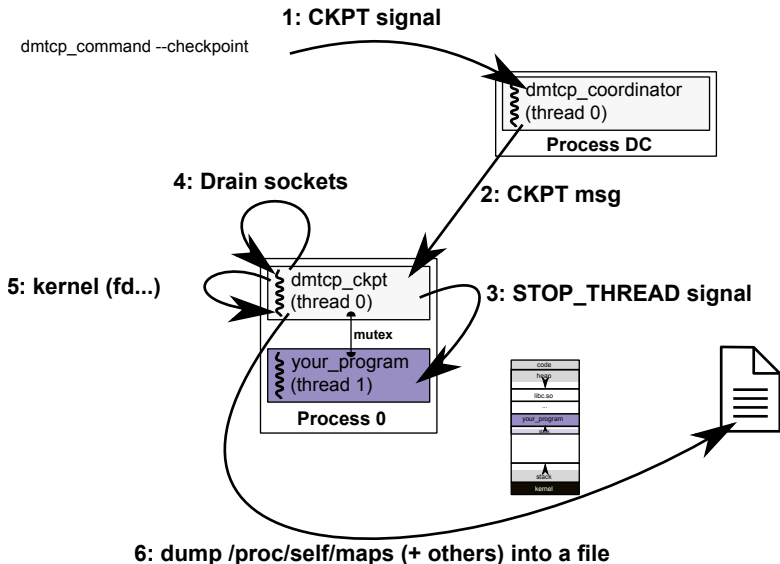 1: CKPT signal
dmtcp_command --checkpoint
dmtcp_coordinator
(thread 0)
Process DC
4: Drain sockets
2: CKPT msg
5: kernel (fd...)
dmtcp_ckpt
(thread 0)
3: STOP_THREAD signal
mutex
your_program
(thread 1)
Process 0
code
heap
libc.so
...
your_program
stack
kernel
6: dump /proc/self/maps (+ others) into a file